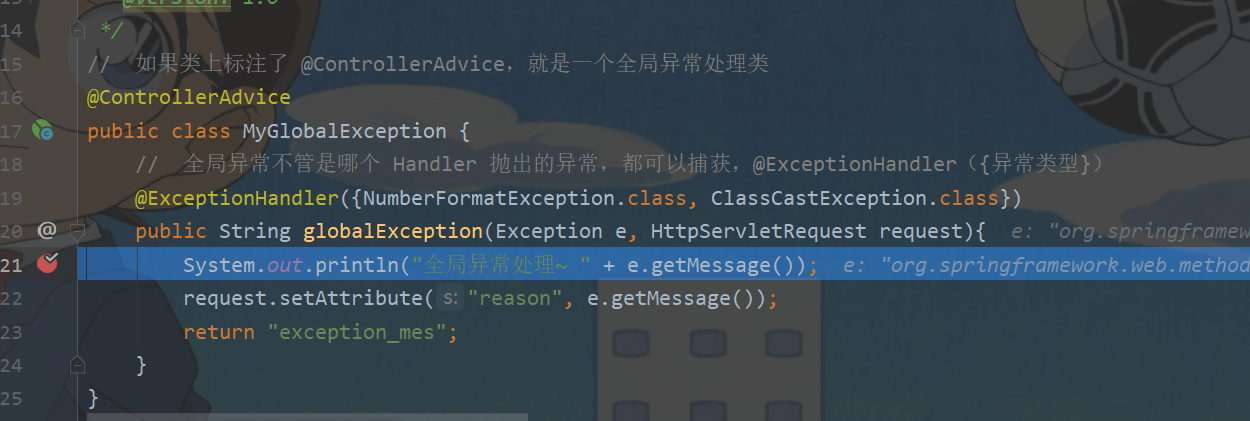 @version: 1.0
14 */
15 // 如果类上标注了 @ControllerAdvice，就是一个全局异常处理类
16 @ControllerAdvice
17 public class MyGlobalException {
18 // 全局异常不管是哪个 Handler 抛出的异常，都可以捕获，@ExceptionHandler（{异常类型}）
19 @ExceptionHandler({NumberFormatException.class, ClassCastException.class})
20 public String globalException(Exception e, HttpServletRequest request){ e: "org.springframew
21 System.out.println("全局异常处理~ " + e.getMessage()); e: "org.springframework.web.method
22 request.setAttribute( s: "reason", e.getMessage());
23 return "exception_mes";
24 }
25 }